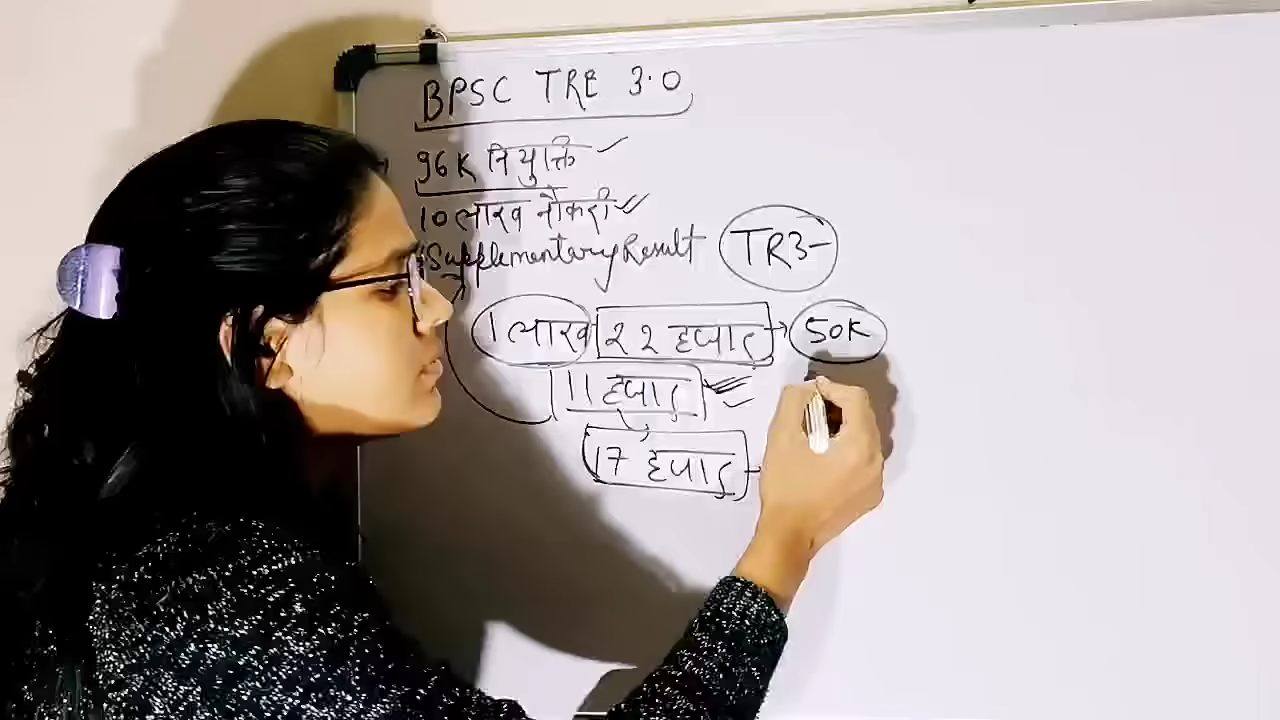 BPSC TRE 3.0
96K नियुक्ति
10 लाख नौकरी
Supplementary Result TR3-
1 लाख 22 हजार → 50K
11 हजार
17 हजार